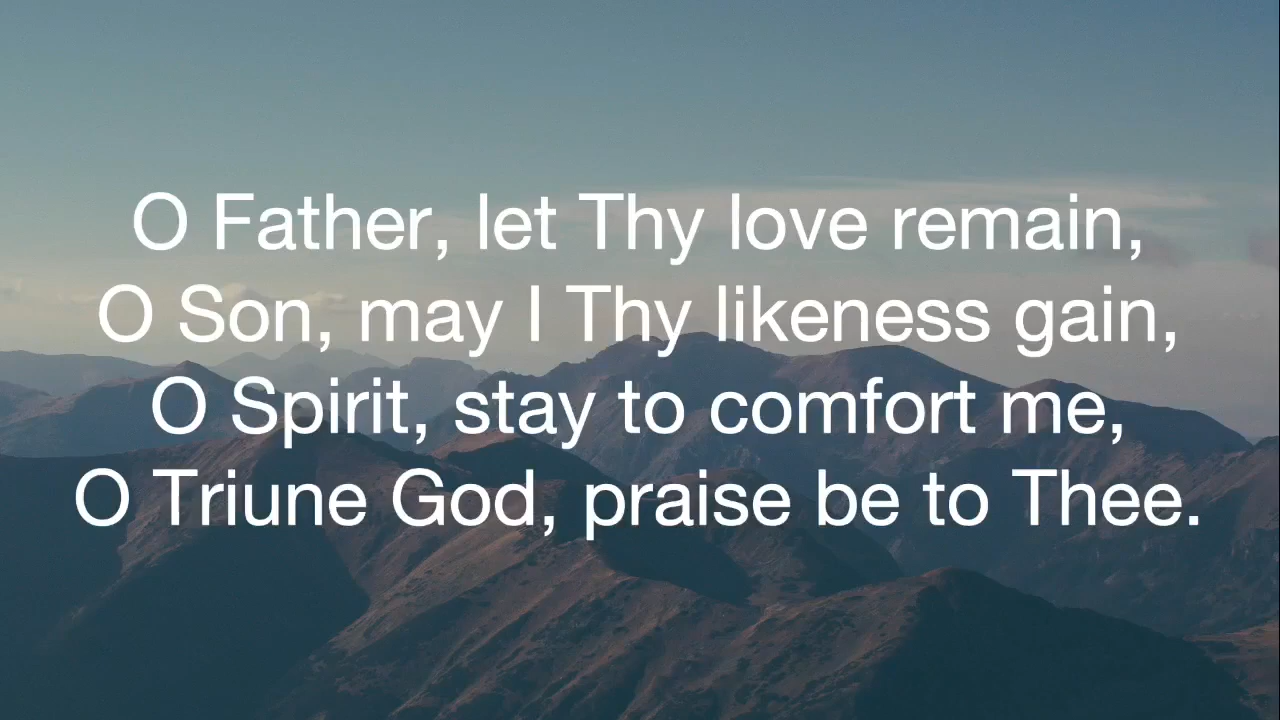 O Father, let Thy love remain,
O Son, may I Thy likeness gain,
O Spirit, stay to comfort me,
O Triune God, praise be to Thee.